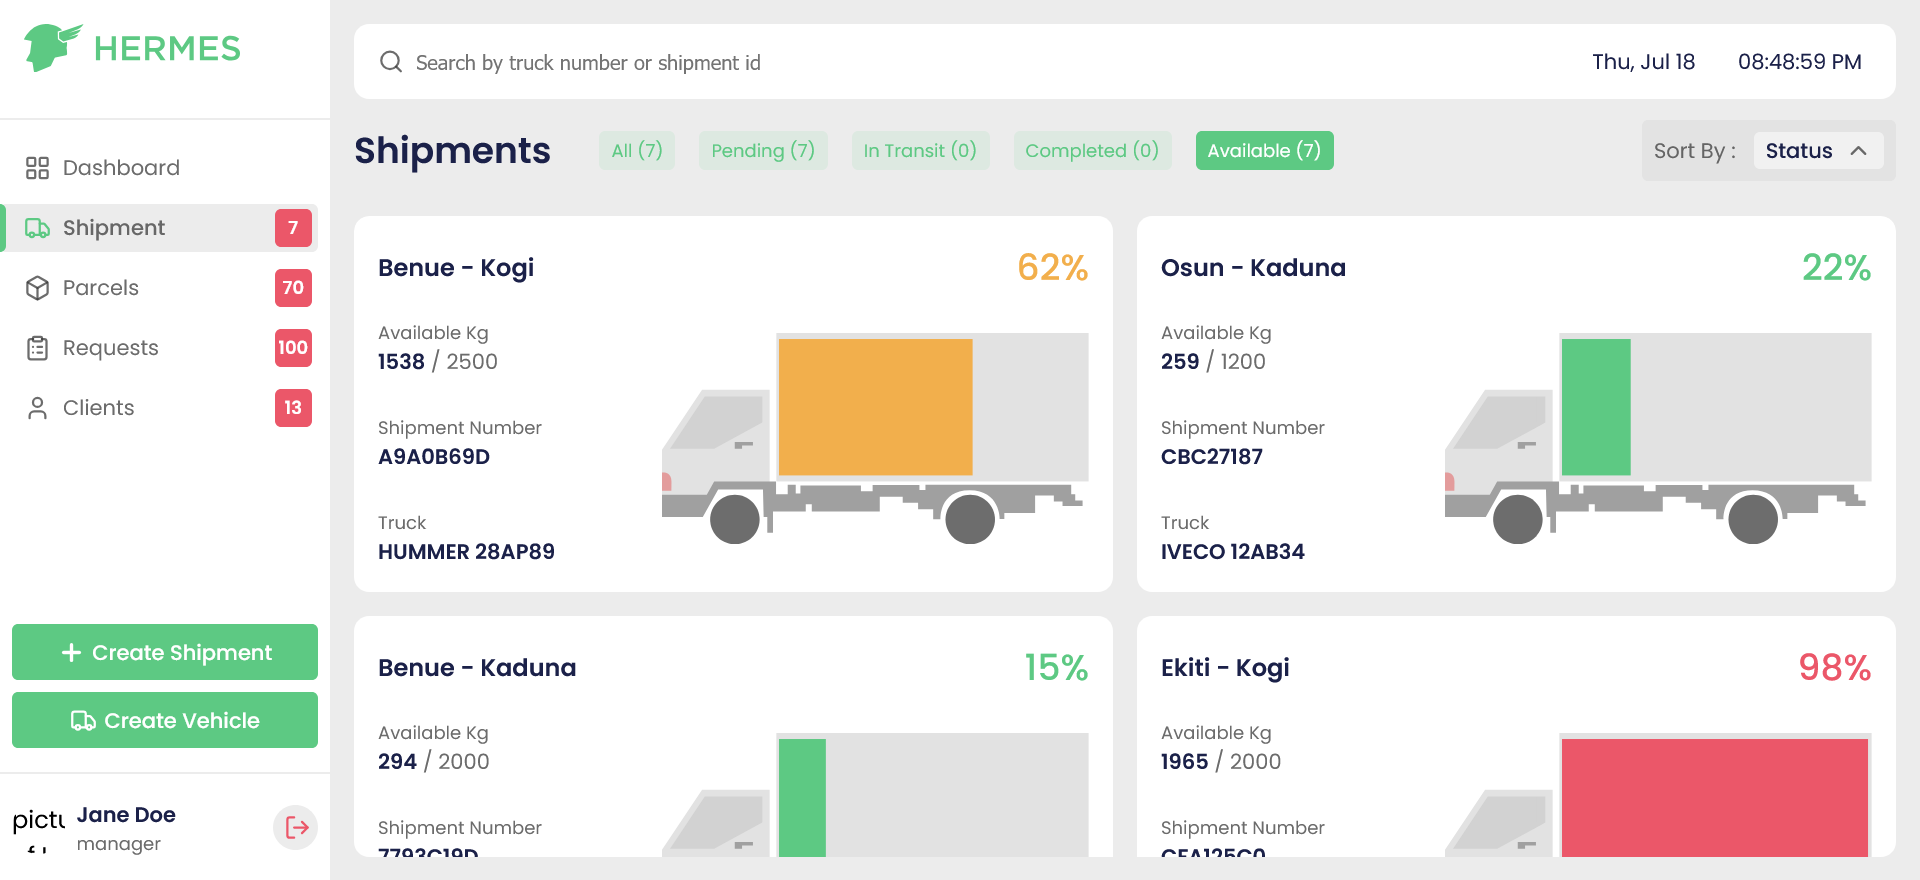 HERMES
Dashboard
Shipment 7
Parcels 70
Requests 100
Clients 13
Create Shipment
Create Vehicle
Jane Doe
manager
Search by truck number or shipment id
Thu, Jul 18 08:48:59 PM
Shipments
All (7) Pending (7) In Transit (0) Completed (0) Available (7)
Sort By : Status
Benue - Kogi 62%
Available Kg
1538 / 2500
Shipment Number
A9A0B69D
Truck
HUMMER 28AP89
Osun - Kaduna 22%
Available Kg
259 / 1200
Shipment Number
CBC27187
Truck
IVECO 12AB34
Benue - Kaduna 15%
Available Kg
294 / 2000
Shipment Number
7793C19D
Ekiti - Kogi 98%
Available Kg
1965 / 2000
Shipment Number